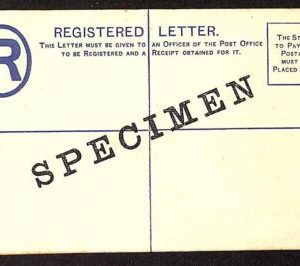 R
REGISTERED LETTER.
THIS LETTER MUST BE GIVEN TO AN OFFICER OF THE POST OFFICE
TO BE REGISTERED AND A RECEIPT OBTAINED FOR IT.
THE ST
TO PAY
POSTA
MUST
PLACED
SPECIMEN